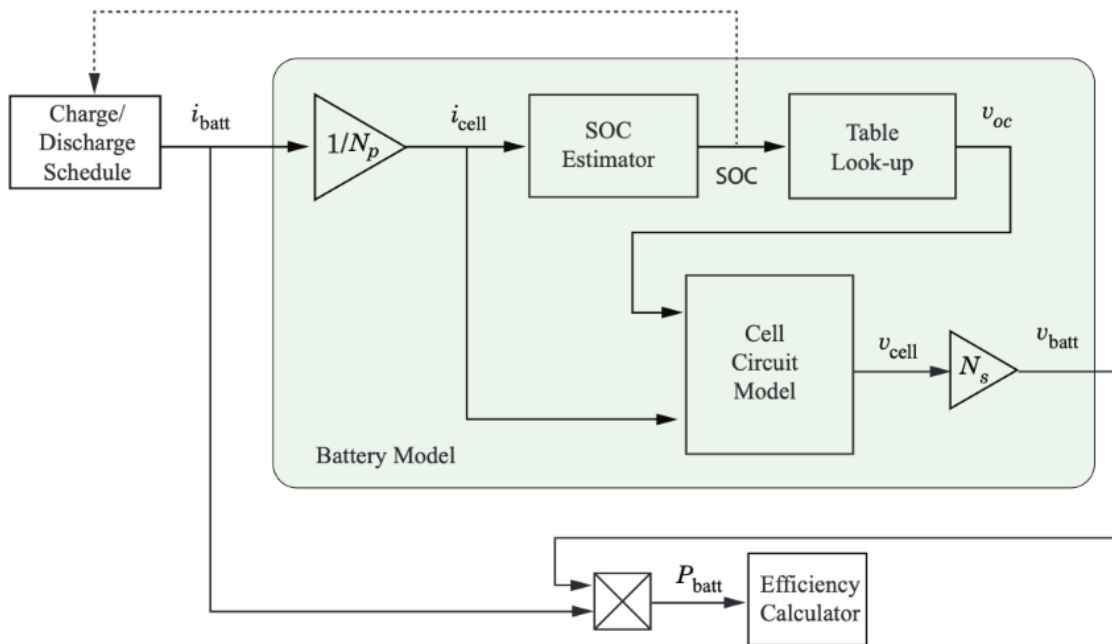 Charge/
Discharge
Schedule
i_batt
1/N_p
i_cell
SOC
Estimator
SOC
Table
Look-up
v_oc
Cell
Circuit
Model
v_cell
N_s
v_batt
Battery Model
P_batt
Efficiency
Calculator